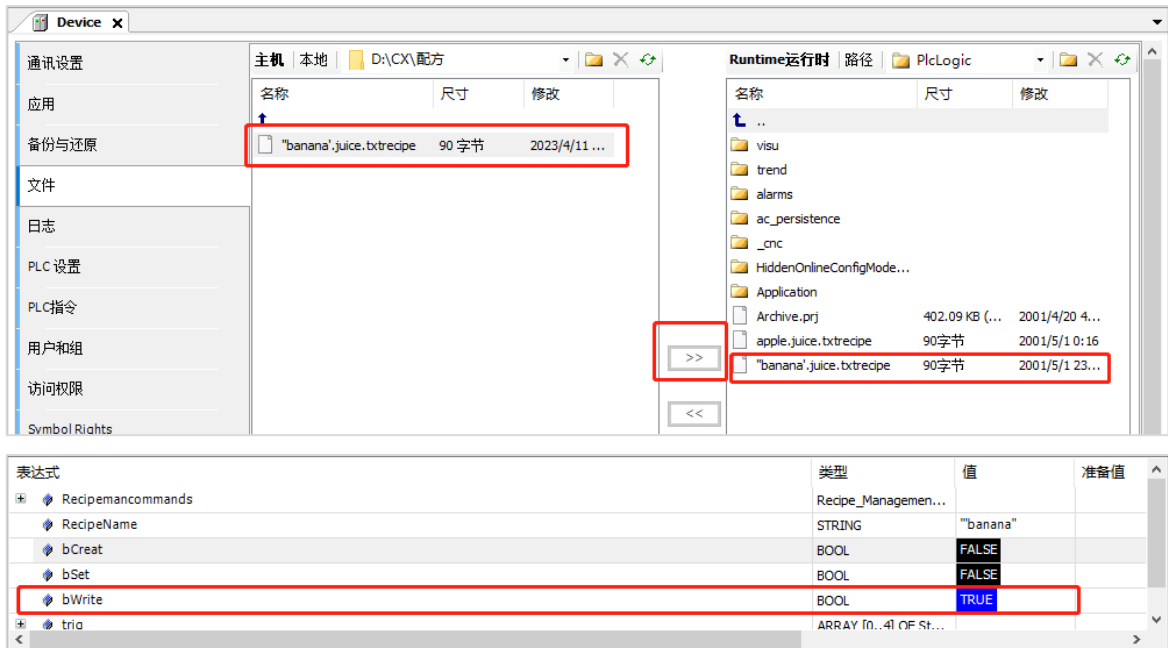 Device
通讯设置
应用
备份与还原
文件
日志
PLC 设置
PLC指令
用户和组
访问权限
Symbol Rights
主机 本地 D:\CX\配方
名称 尺寸 修改
"banana'.juice.txtrecipe 90 字节 2023/4/11 ...
>>
<<
Runtime运行时 路径 PlcLogic
名称 尺寸 修改
..
visu
trend
alarms
ac_persistence
_cnc
HiddenOnlineConfigMode...
Application
Archive.prj 402.09 KB (... 2001/4/20 4...
apple.juice.txtrecipe 90字节 2001/5/1 0:16
"banana'.juice.txtrecipe 90字节 2001/5/1 23...
表达式 类型 值 准备值
Recipemancommands Recipe_Managemen...
RecipeName STRING '"banana"
bCreat BOOL FALSE
bSet BOOL FALSE
bWrite BOOL TRUE
trig ARRAY [0..4] OF St...